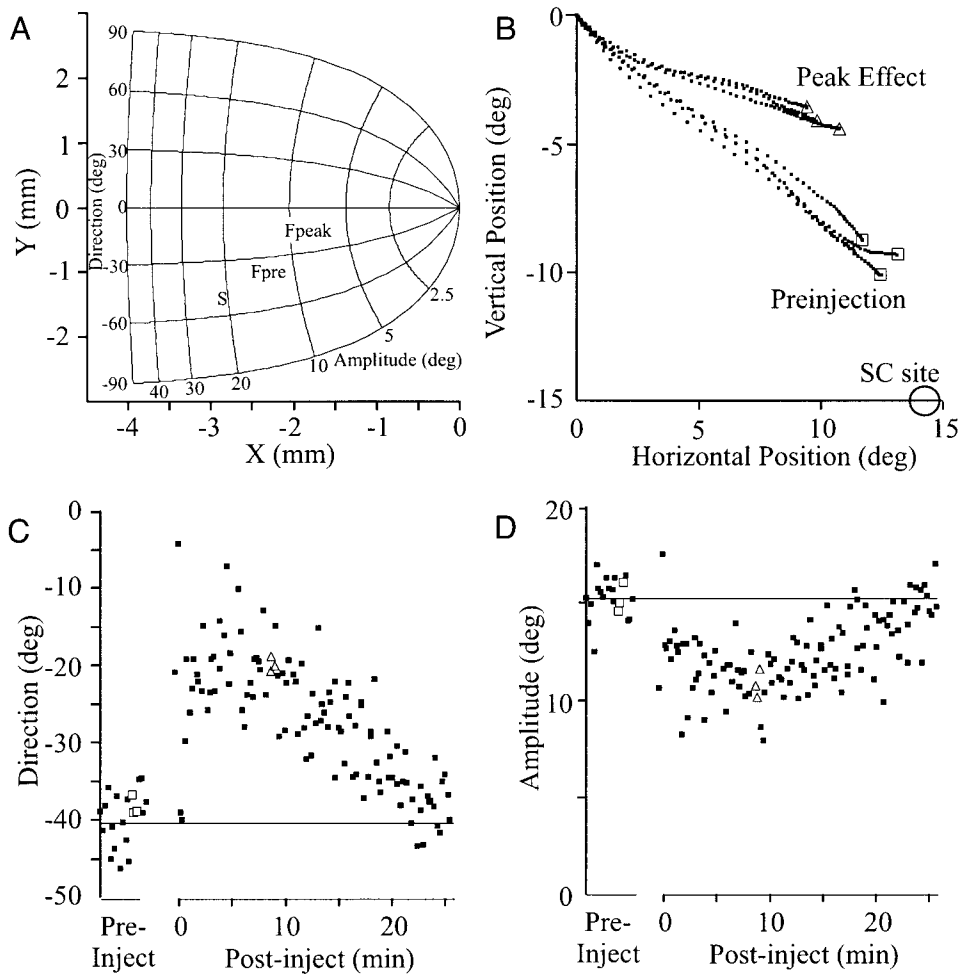 A
Y (mm)
2
1
0
-1
-2
Direction (deg)
90
60
30
0
-30
-60
-90
Fpeak
Fpre
S
2.5
5
10
20
30
40
Amplitude (deg)
-4
-3
-2
-1
0
X (mm)
B
Vertical Position (deg)
0
-5
-10
-15
Peak Effect
Preinjection
SC site
0
5
10
15
Horizontal Position (deg)
C
Direction (deg)
0
-10
-20
-30
-40
-50
Pre-
Inject
0
10
20
Post-inject (min)
D
Amplitude (deg)
20
10
0
Pre-
Inject
0
10
20
Post-inject (min)